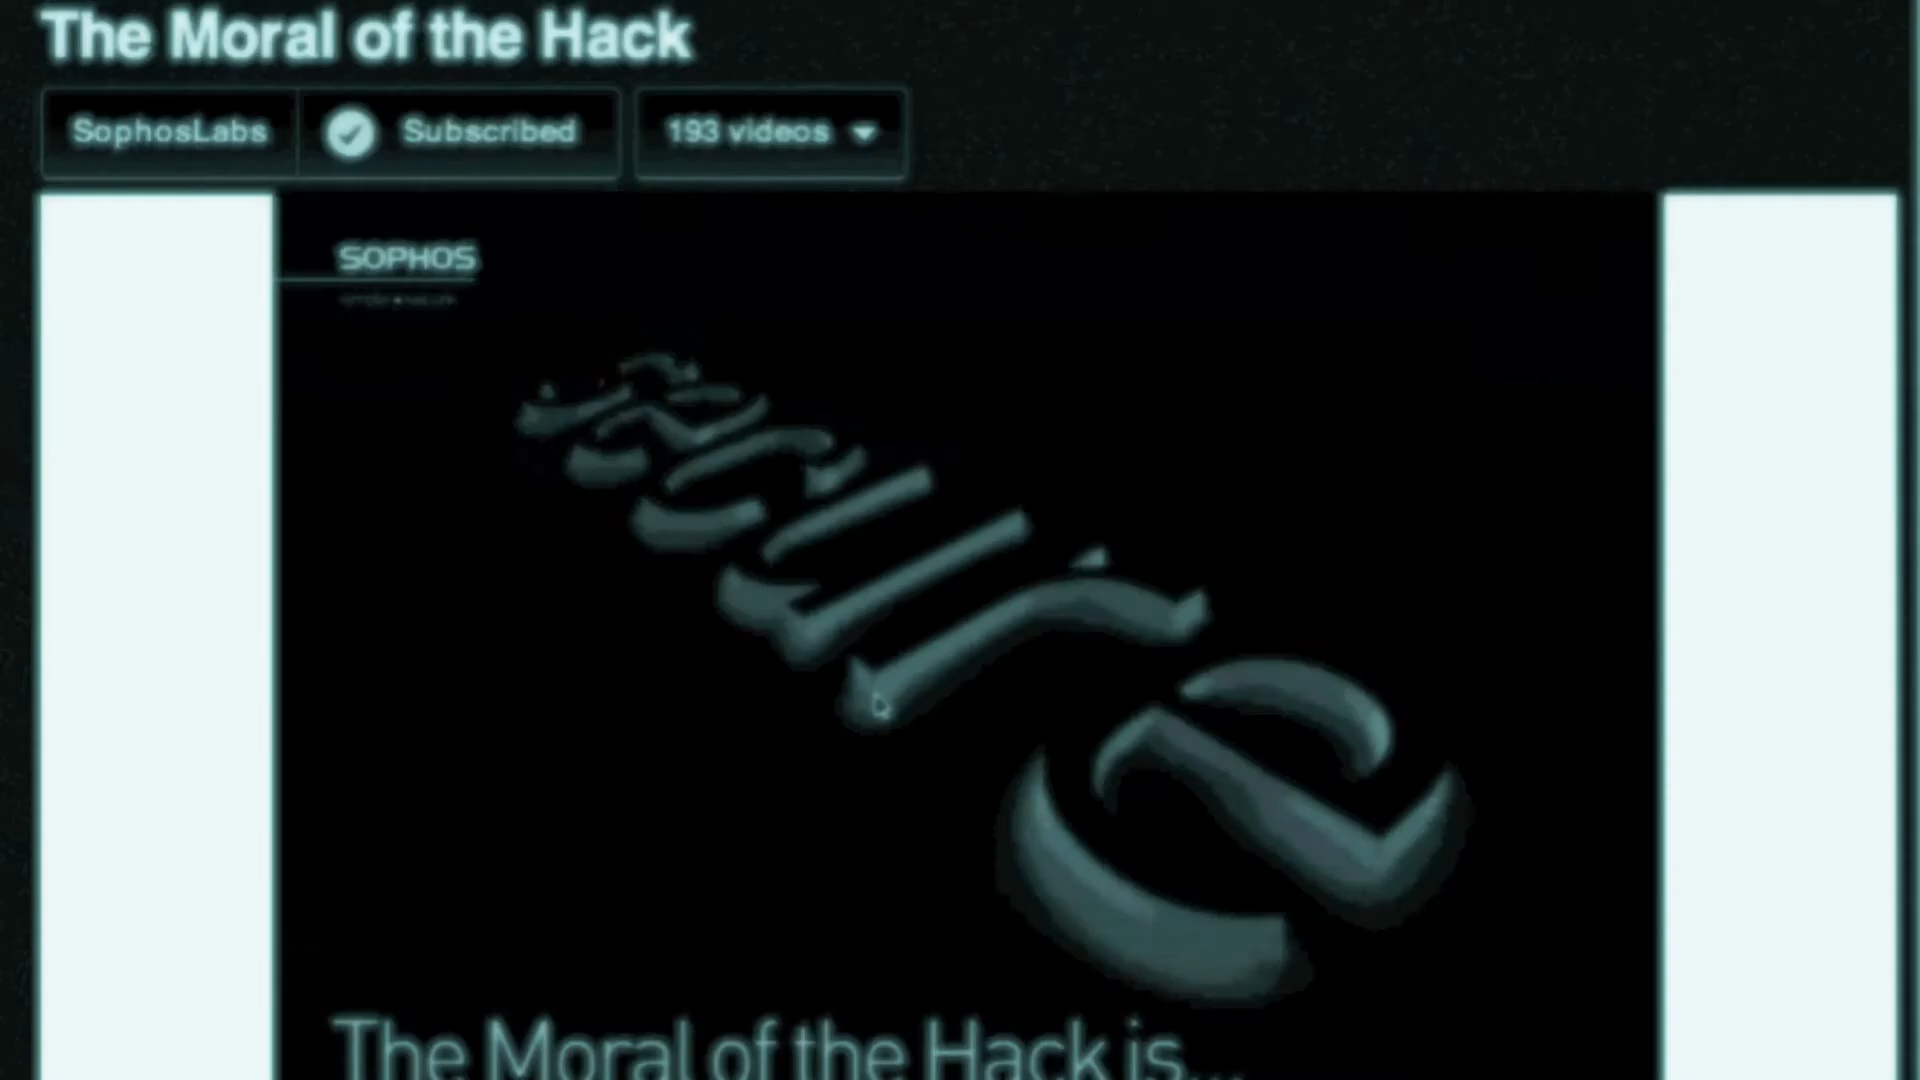 The Moral of the Hack
SophosLabs Subscribed 193 videos
SOPHOS
secure
The Moral of the Hack is...